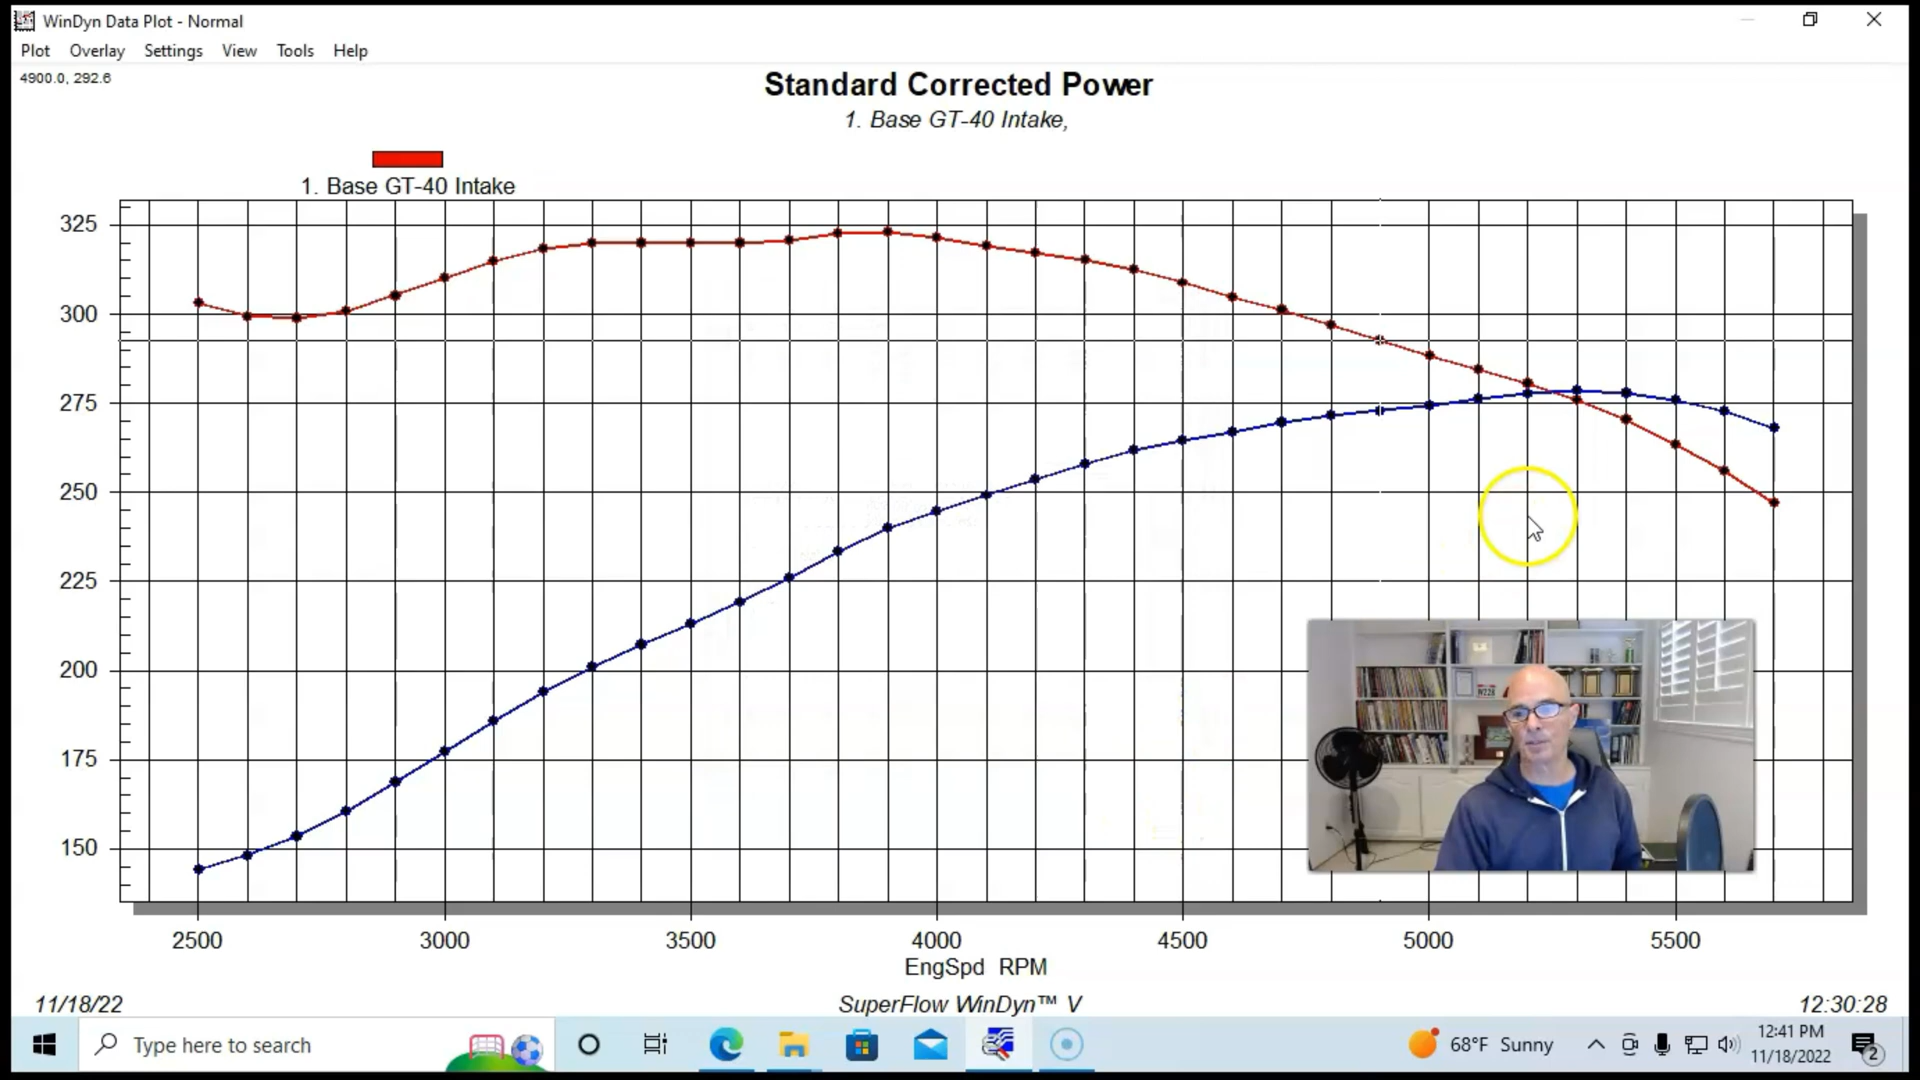 WinDyn Data Plot - Normal
Plot Overlay Settings View Tools Help
4900.0, 292.6
Standard Corrected Power
1. Base GT-40 Intake,
1. Base GT-40 Intake
325
300
275
250
225
200
175
150
2500 3000 3500 4000 4500 5000 5500
EngSpd RPM
11/18/22 SuperFlow WinDyn™ V 12:30:28
Type here to search
68°F Sunny
12:41 PM
11/18/2022
2